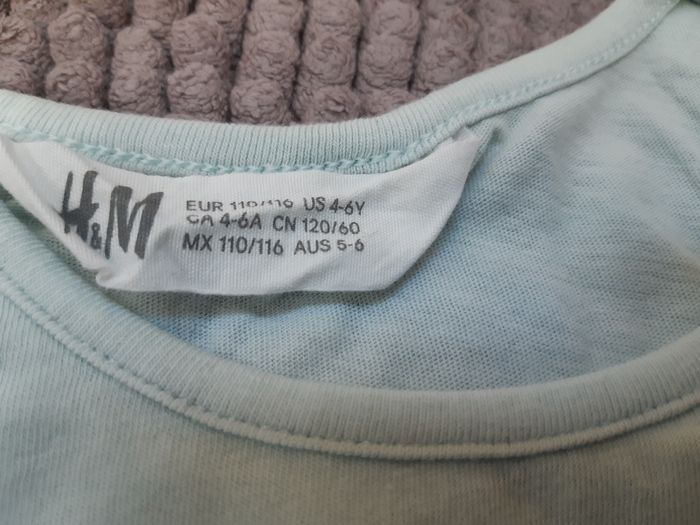 H&M
EUR 110/116 US 4-6Y
CA 4-6A CN 120/60
MX 110/116 AUS 5-6